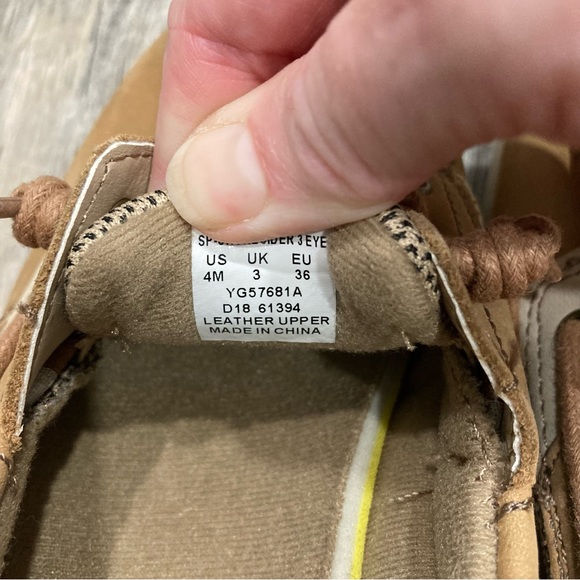 3 EYE
US UK EU
4M 3 36
YG57681A
D18 61394
LEATHER UPPER
MADE IN CHINA